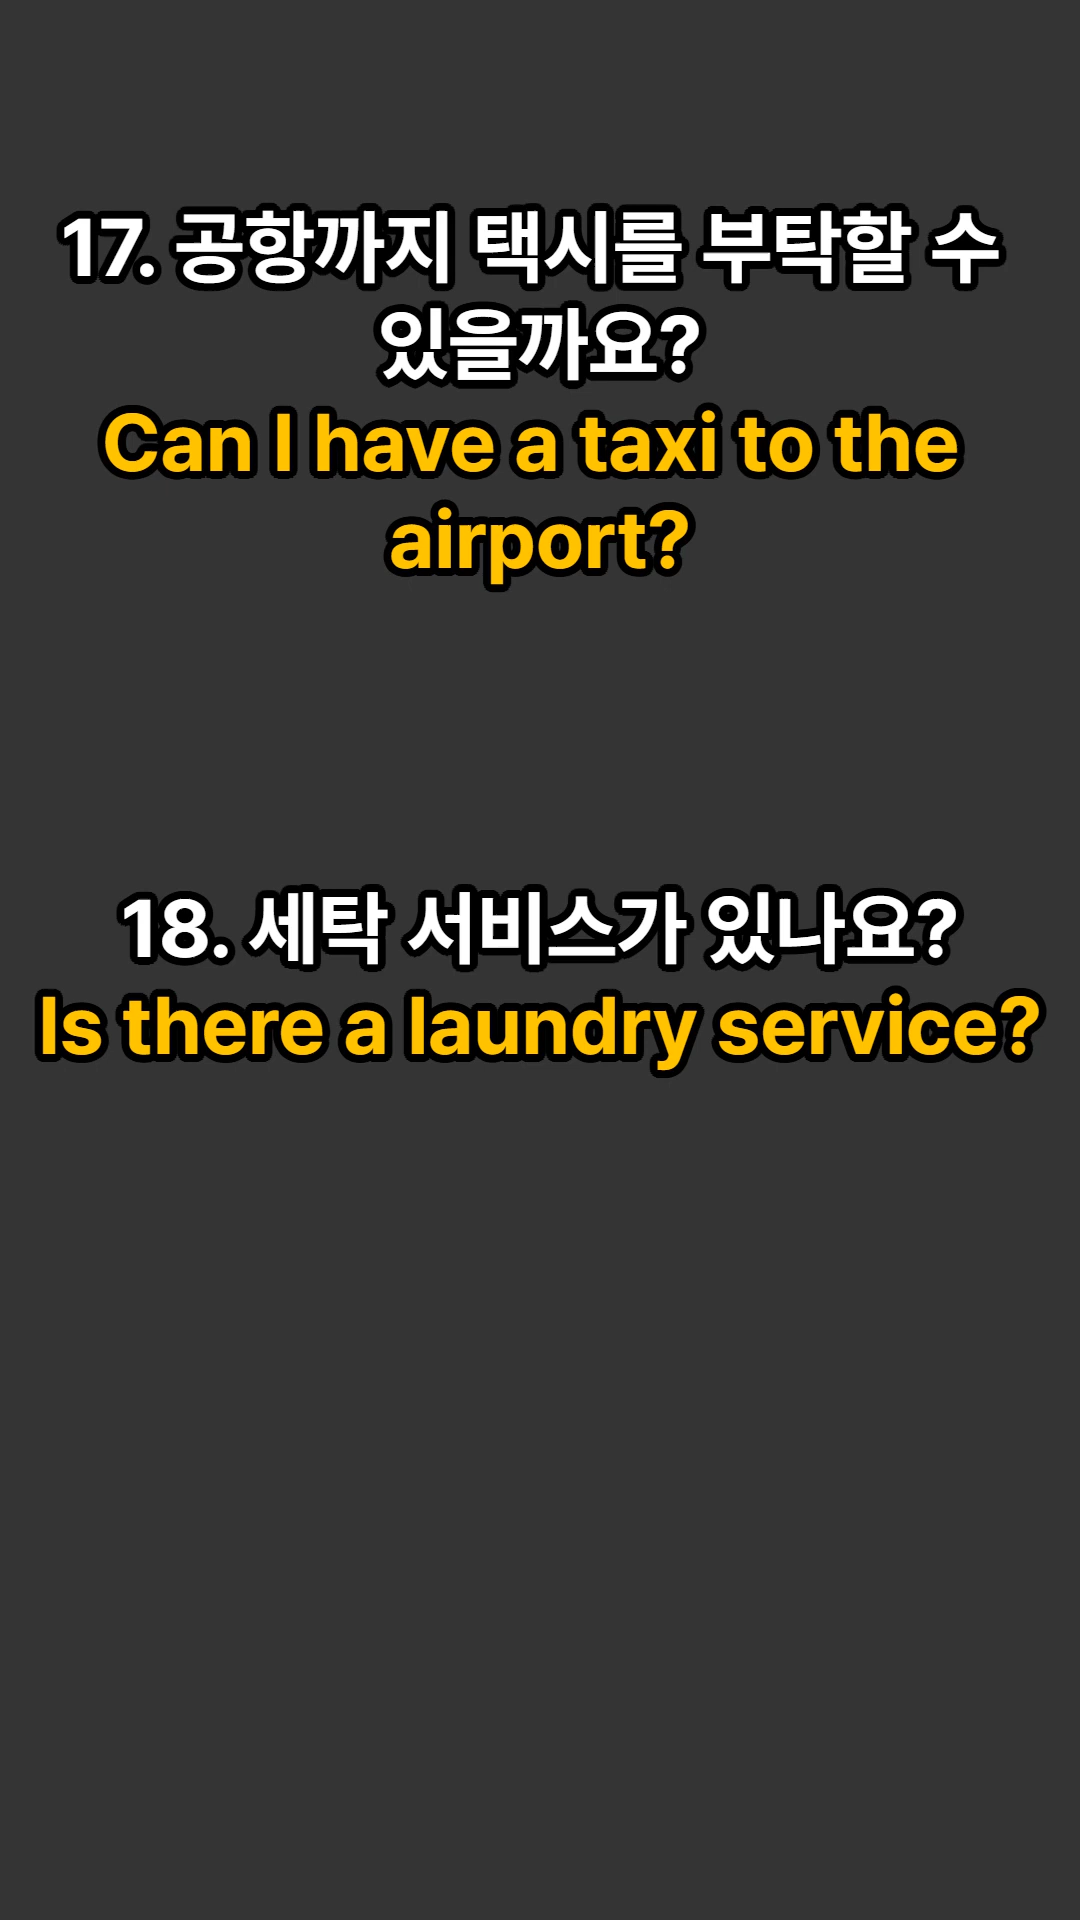 17. 공항까지 택시를 부탁할 수
있을까요?
Can I have a taxi to the
airport?
18. 세탁 서비스가 있나요?
Is there a laundry service?